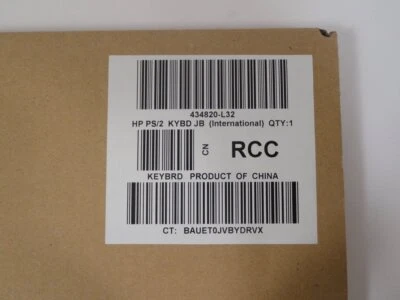 434820-L32
HP PS/2 KYBD JB (International) QTY:1
CN RCC
KEYBRD PRODUCT OF CHINA
CT: BAUET0JVBYDRVX